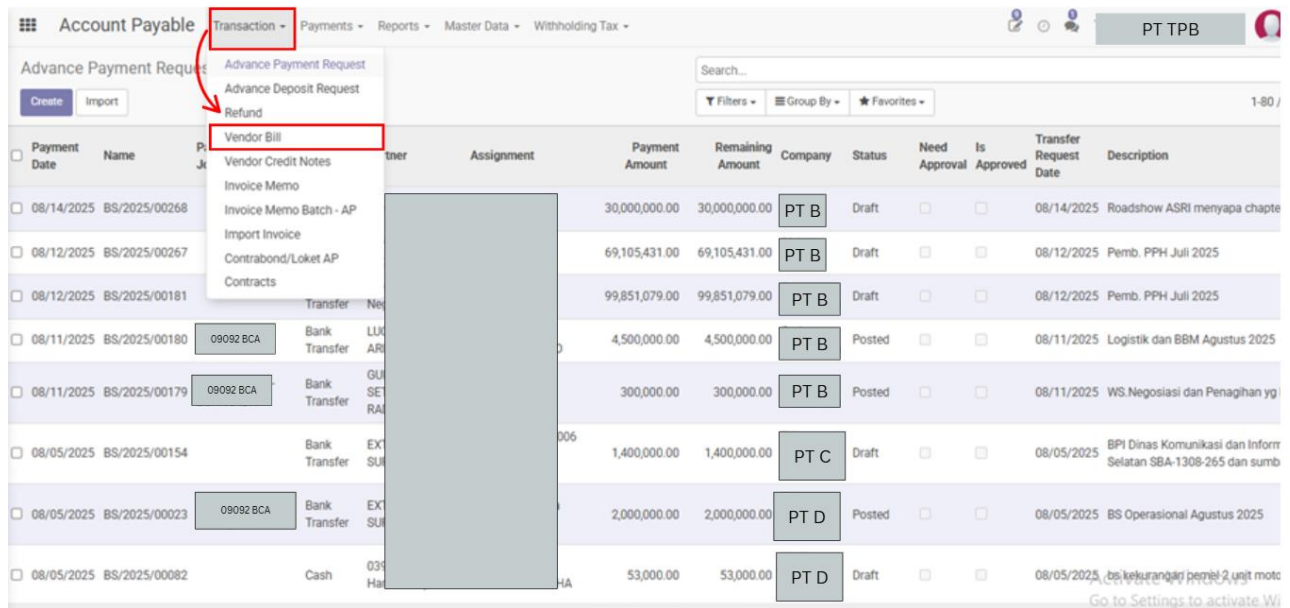 Account Payable Transaction Payments Reports Master Data Withholding Tax PT TPB
Advance Payment
Create Import
Search...
Filters Group By Favorites 1-80 /
Advance Payment Request
Advance Deposit Request
Refund
Vendor Bill
Vendor Credit Notes
Invoice Memo
Invoice Memo Batch - AP
Import Invoice
Contrabond/Loket AP
Contracts
Payment Date Name Assignment Payment Amount Remaining Amount Company Status Need Approval Is Approved Transfer Request Date Description
08/14/2025 BS/2025/00268 30,000,000.00 30,000,000.00 PT B Draft 08/14/2025 Roadshow ASRI menyapa
08/12/2025 BS/2025/00267 69,105,431.00 69,105,431.00 PT B Draft 08/12/2025 Pemb. PPH Juli 2025
08/12/2025 BS/2025/00181 Transfer 99,851,079.00 99,851,079.00 PT B Draft 08/12/2025 Pemb. PPH Juli 2025
08/11/2025 BS/2025/00180 09092 BCA Bank Transfer 4,500,000.00 4,500,000.00 PT B Posted 08/11/2025 Logistik dan BBM Agustus 2025
08/11/2025 BS/2025/00179 09092 BCA Bank Transfer 300,000.00 300,000.00 PT B Posted 08/11/2025 WS.Negosiasi dan Penagihan yg
08/05/2025 BS/2025/00154 Bank Transfer 006 1,400,000.00 1,400,000.00 PT C Draft 08/05/2025 BPI Dinas Komunikasi dan
Selatan SBA-1308-265 dan
08/05/2025 BS/2025/00023 09092 BCA Bank Transfer 2,000,000.00 2,000,000.00 PT D Posted 08/05/2025 BS Operasional Agustus 2025
08/05/2025 BS/2025/00082 Cash 53,000.00 53,000.00 PT D Draft 08/05/2025 bs kekurangan 2 unit
Activate Windows
Go to Settings to activate